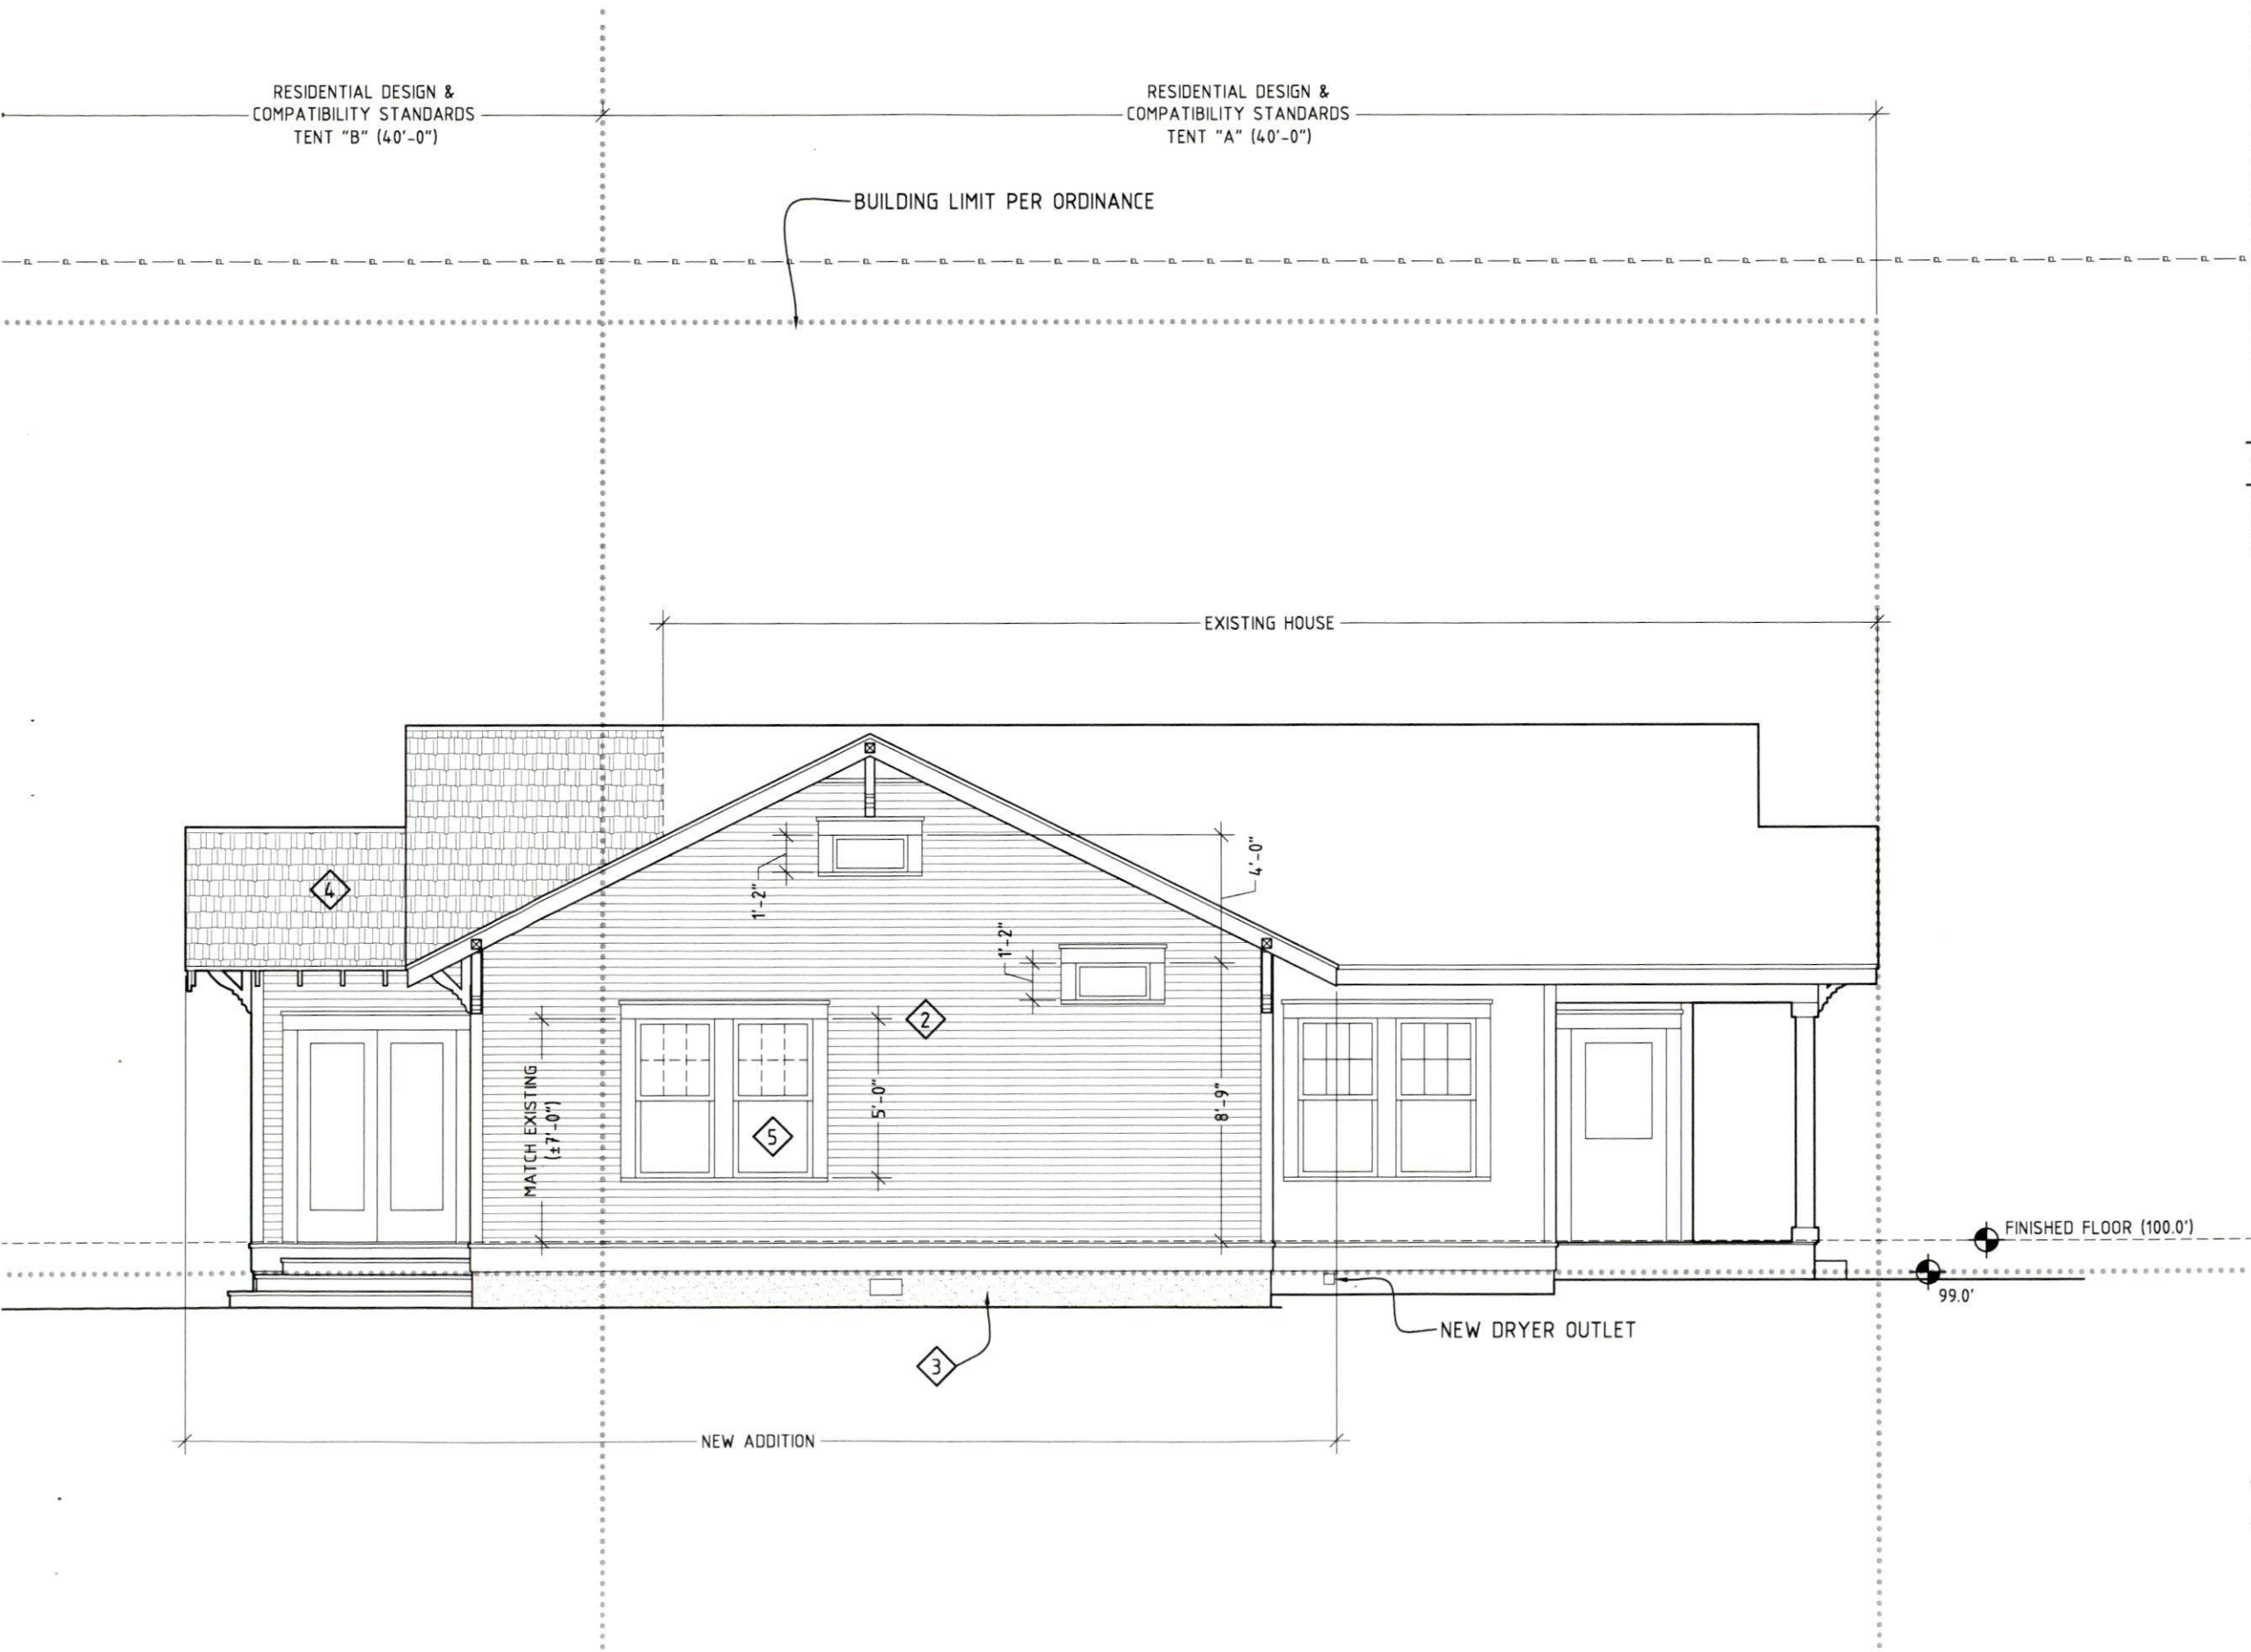 RESIDENTIAL DESIGN &
COMPATIBILITY STANDARDS
TENT "B" (40'-0")
RESIDENTIAL DESIGN &
COMPATIBILITY STANDARDS
TENT "A" (40'-0")
BUILDING LIMIT PER ORDINANCE
EXISTING HOUSE
4
1'-2"
4'-0"
1'-2"
2
MATCH EXISTING
(±7'-0")
5'-0"
5
8'-9"
FINISHED FLOOR (100.0')
99.0'
NEW DRYER OUTLET
3
NEW ADDITION